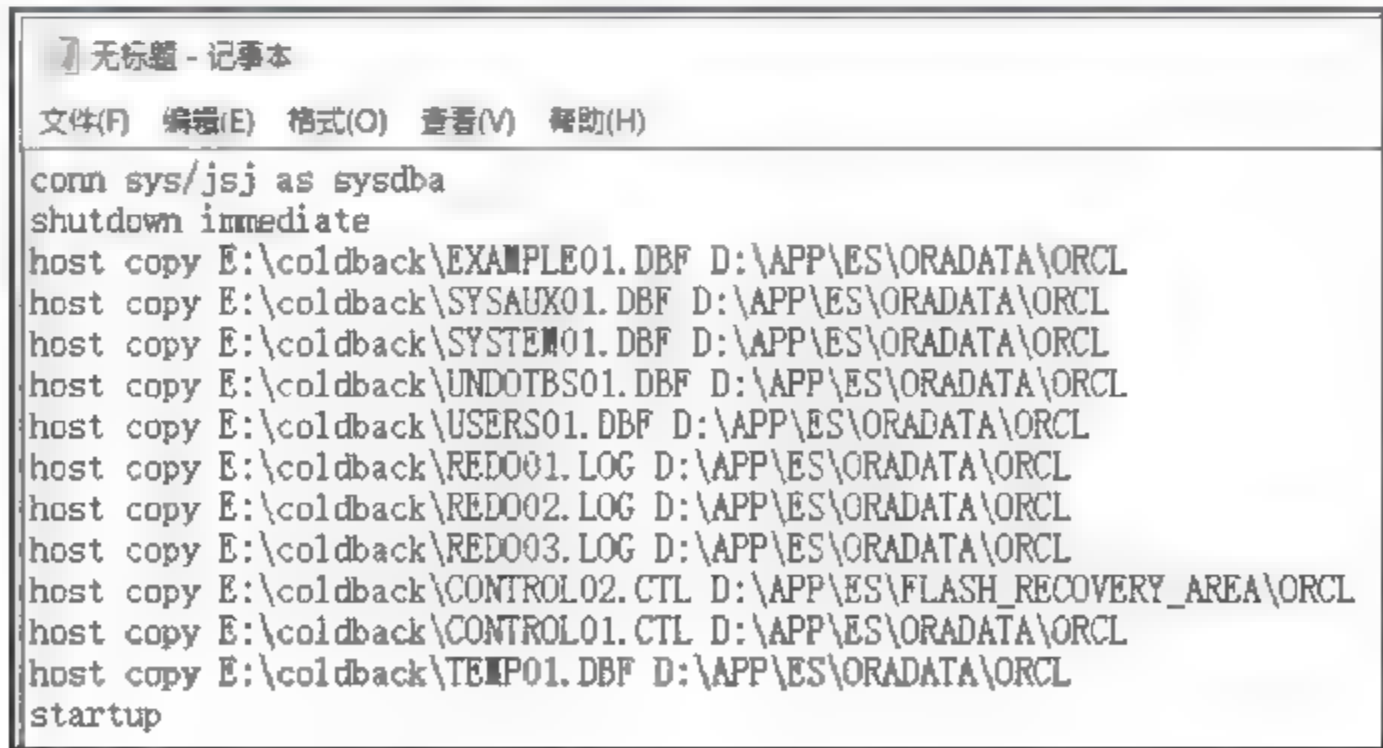 无标题 - 记事本
文件(F) 编辑(E) 格式(O) 查看(V) 帮助(H)
conn sys/jsj as sysdba
shutdown immediate
host copy E:\coldback\EXAMPLE01.DBF D:\APP\ES\ORADATA\ORCL
host copy E:\coldback\SYSAUX01.DBF D:\APP\ES\ORADATA\ORCL
host copy E:\coldback\SYSTEM01.DBF D:\APP\ES\ORADATA\ORCL
host copy E:\coldback\UNDOTBS01.DBF D:\APP\ES\ORADATA\ORCL
host copy E:\coldback\USERS01.DBF D:\APP\ES\ORADATA\ORCL
host copy E:\coldback\REDO01.LOG D:\APP\ES\ORADATA\ORCL
host copy E:\coldback\REDO02.LOG D:\APP\ES\ORADATA\ORCL
host copy E:\coldback\REDO03.LOG D:\APP\ES\ORADATA\ORCL
host copy E:\coldback\CONTROL02.CTL D:\APP\ES\FLASH_RECOVERY_AREA\ORCL
host copy E:\coldback\CONTROL01.CTL D:\APP\ES\ORADATA\ORCL
host copy E:\coldback\TEMP01.DBF D:\APP\ES\ORADATA\ORCL
startup